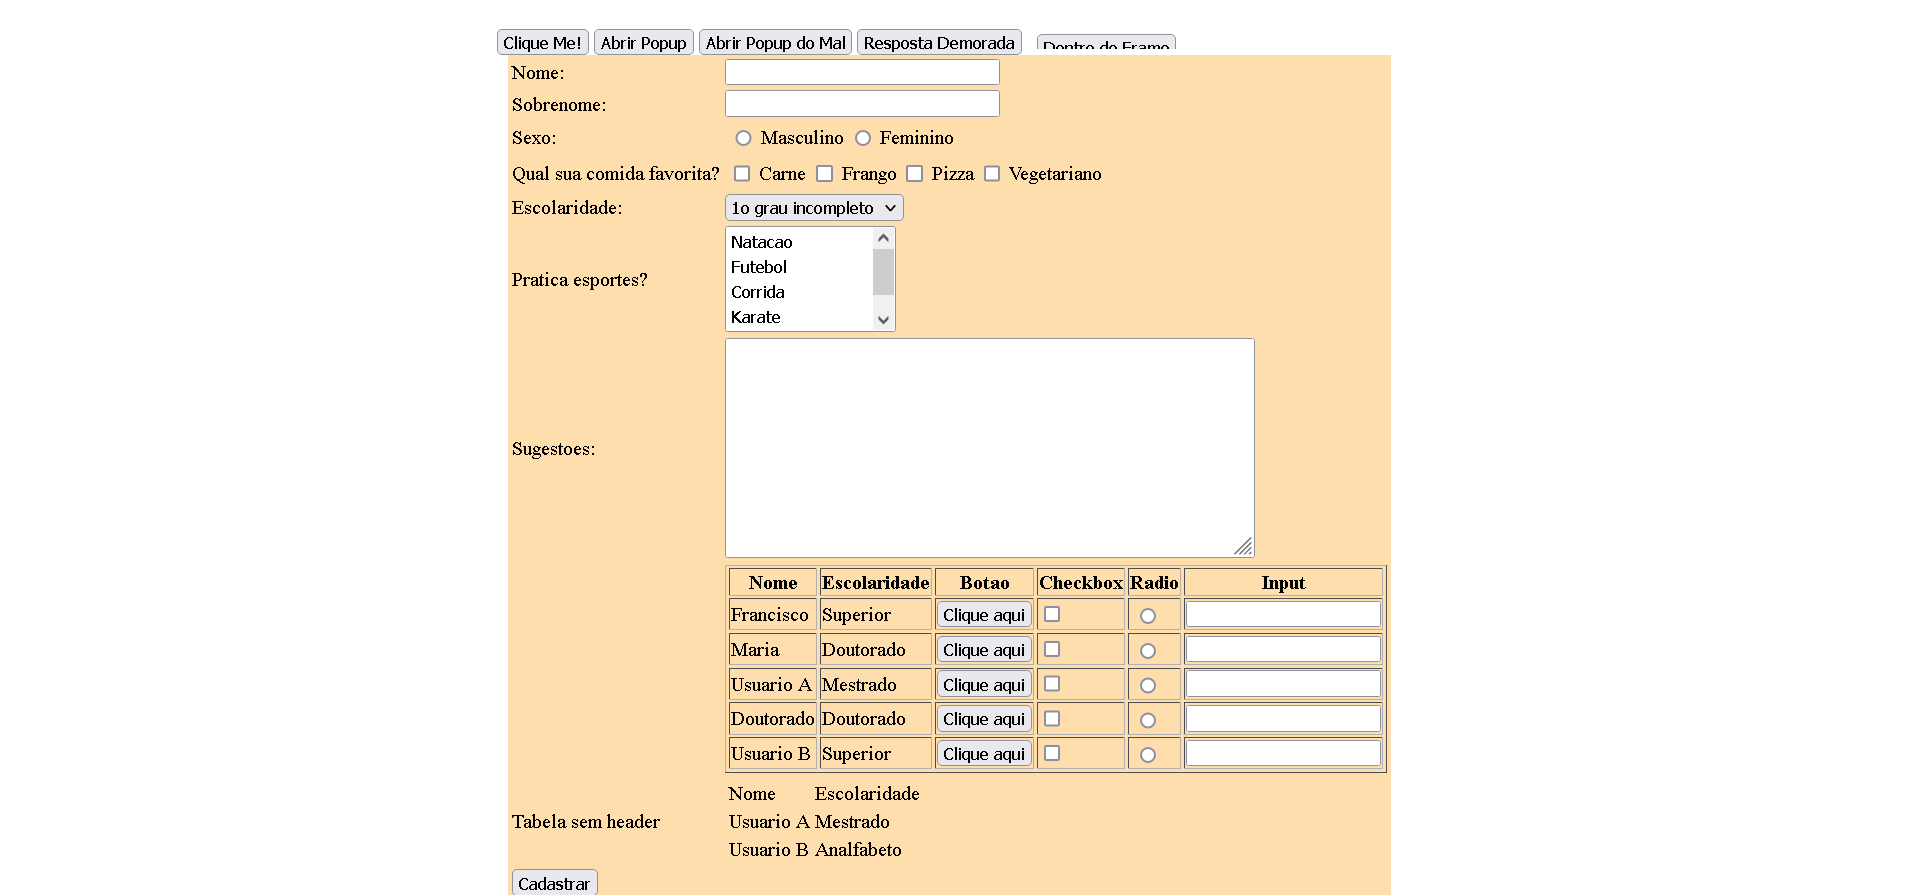 Clique Me! Abrir Popup Abrir Popup do Mal Resposta Demorada Dentro do Frame
Nome:
Sobrenome:
Sexo: Masculino Feminino
Qual sua comida favorita? Carne Frango Pizza Vegetariano
Escolaridade: 1o grau incompleto
Natacao
Futebol
Pratica esportes?
Corrida
Karate
Sugestoes:
Nome Escolaridade Botao Checkbox Radio Input
Francisco Superior Clique aqui
Maria Doutorado Clique aqui
Usuario A Mestrado Clique aqui
Doutorado Doutorado Clique aqui
Usuario B Superior Clique aqui
Nome Escolaridade
Tabela sem header Usuario A Mestrado
Usuario B Analfabeto
Cadastrar